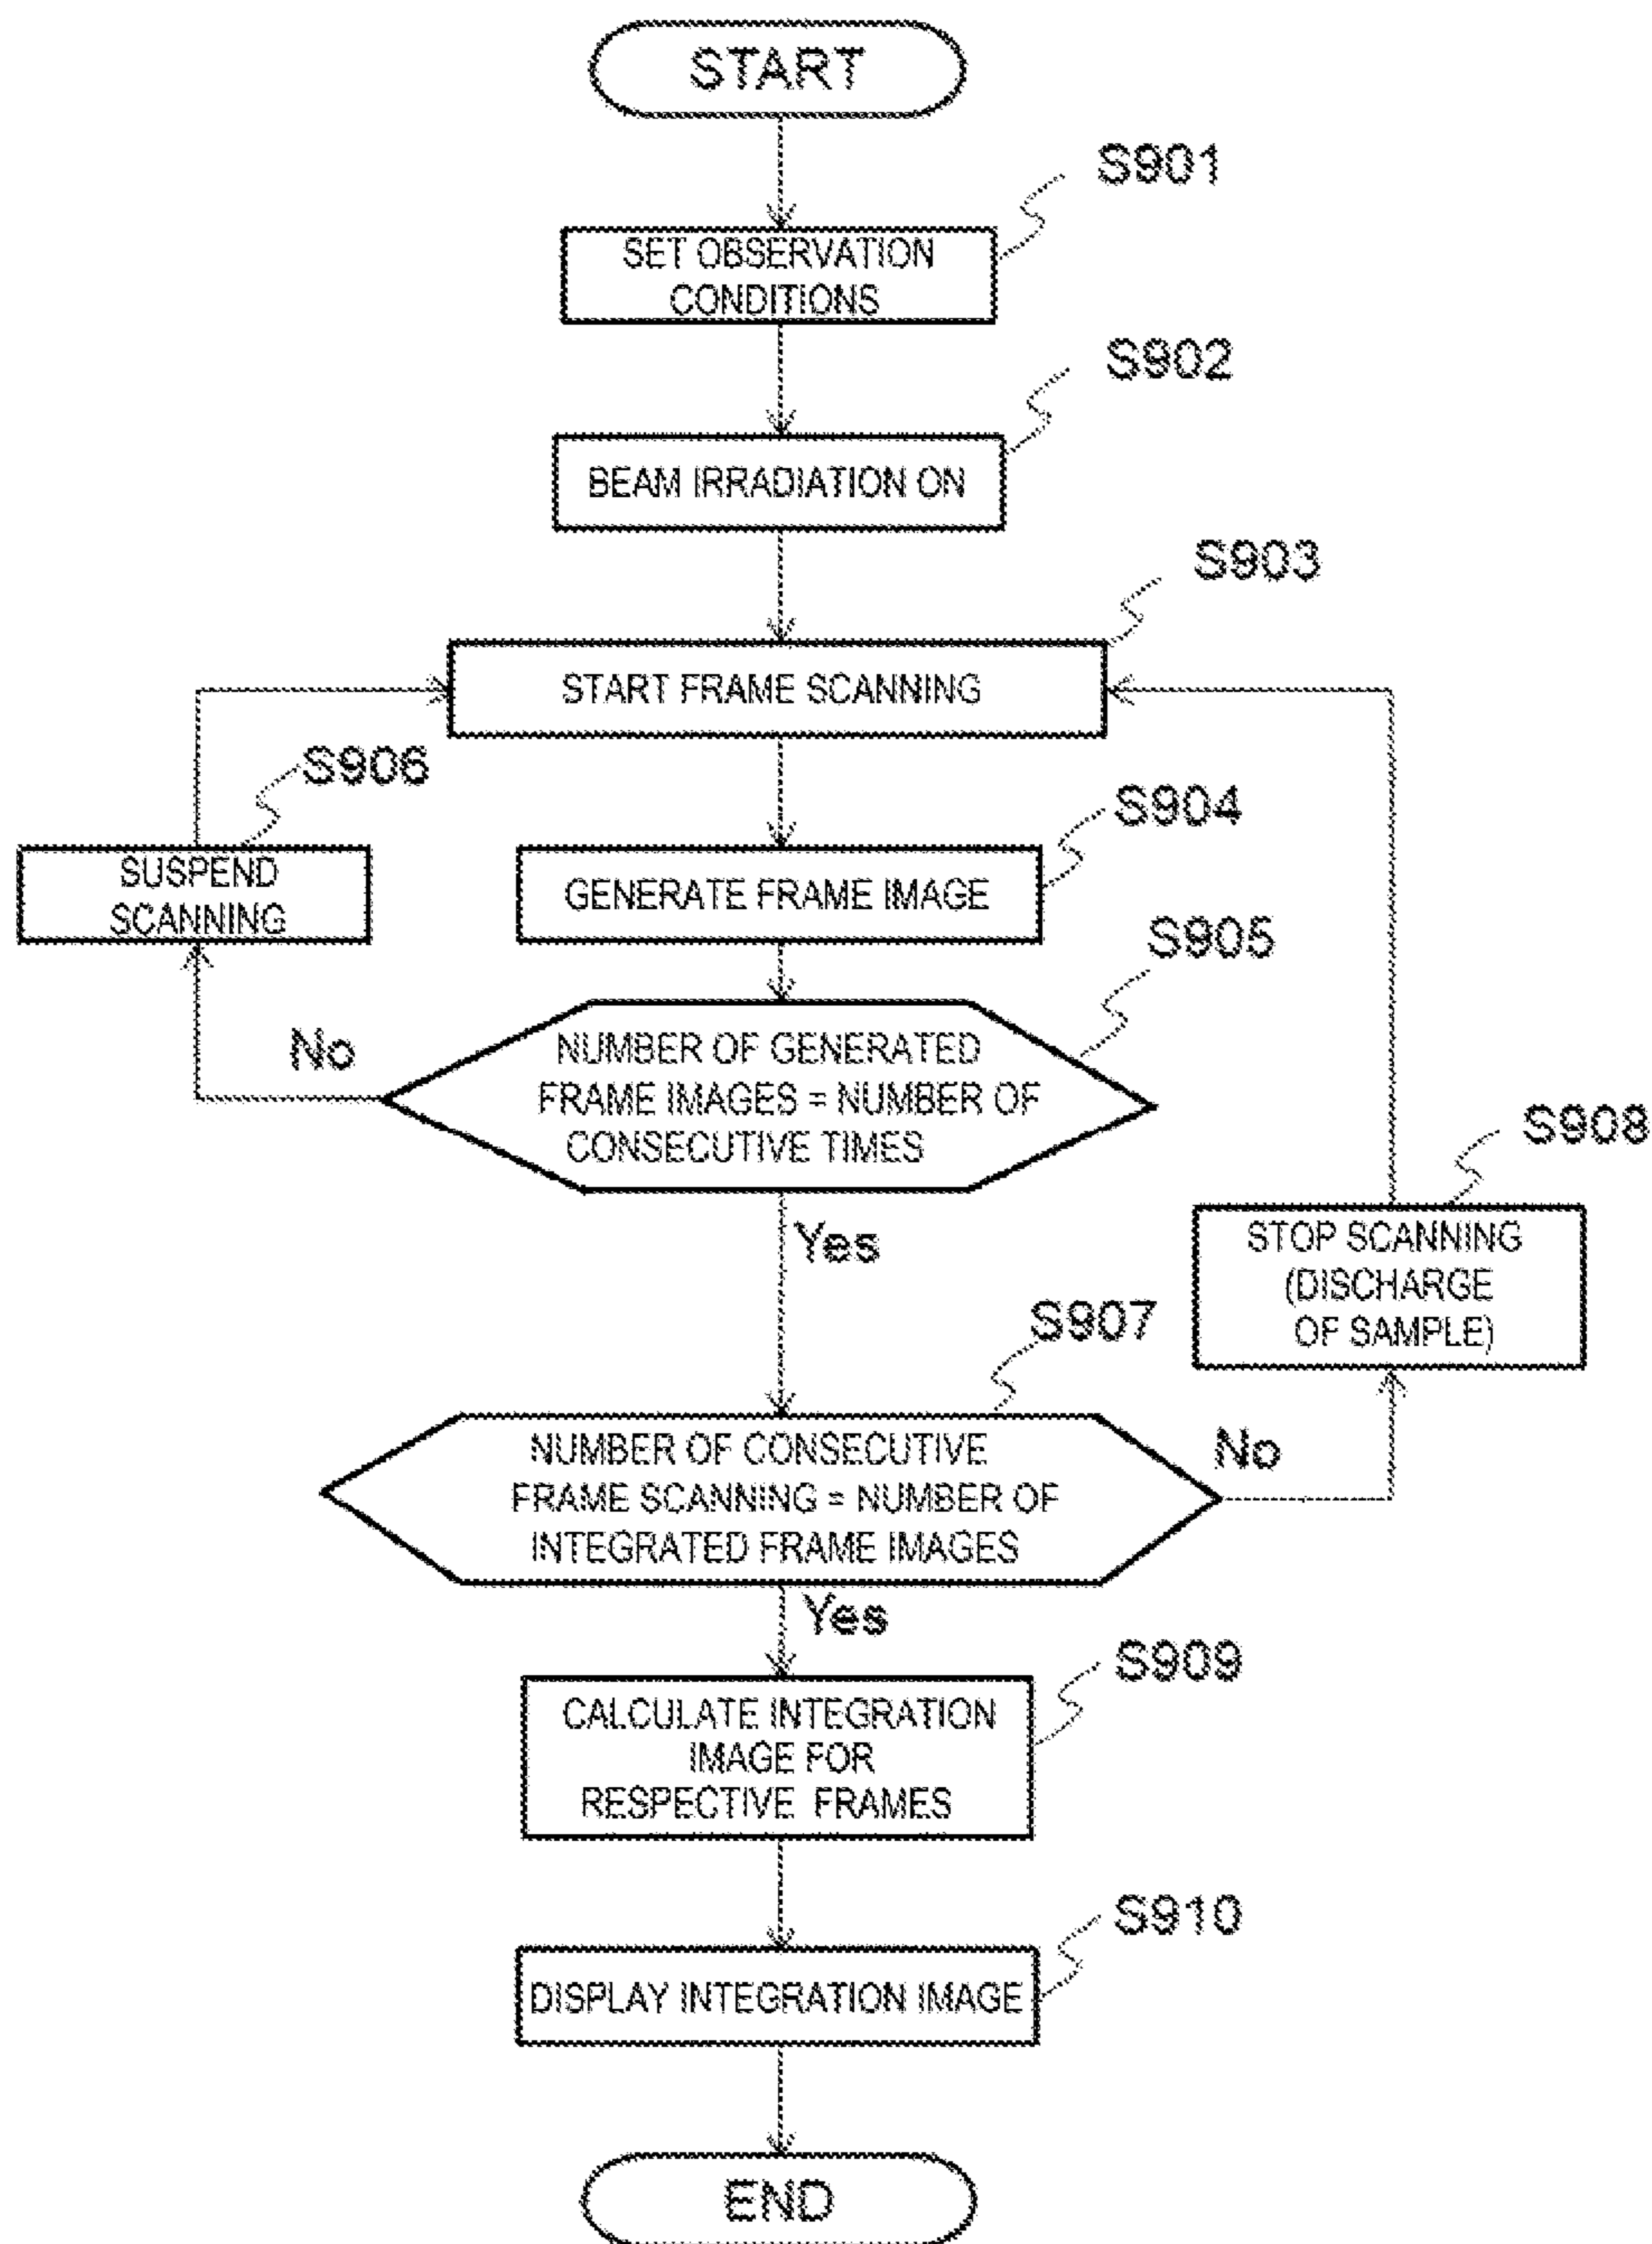 START
S901
SET OBSERVATION
CONDITIONS
S902
BEAM IRRADIATION ON
S903
START FRAME SCANNING
S906
SUSPEND
SCANNING
S904
GENERATE FRAME IMAGE
S905
No
NUMBER OF GENERATED
FRAME IMAGES = NUMBER OF
CONSECUTIVE TIMES
Yes
S908
STOP SCANNING
(DISCHARGE
OF SAMPLE)
S907
NUMBER OF CONSECUTIVE
FRAME SCANNING = NUMBER OF
INTEGRATED FRAME IMAGES
No
Yes
S909
CALCULATE INTEGRATION
IMAGE FOR
RESPECTIVE FRAMES
S910
DISPLAY INTEGRATION IMAGE
END